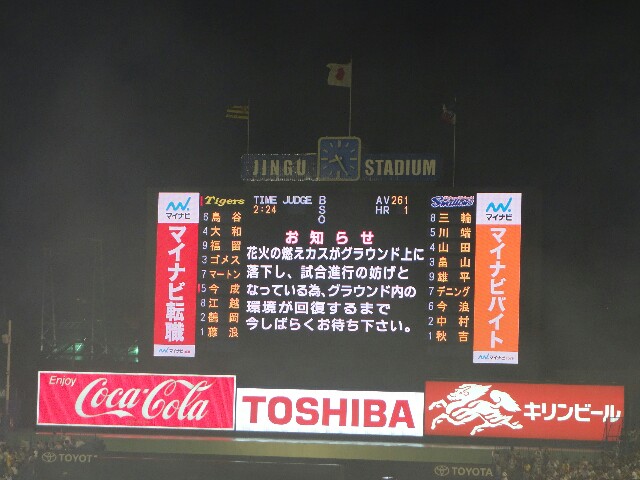 JINGU STADIUM
マイナビ
マイナビ転職
Tigers
6 鳥谷
4 大和
9 福留
3 ゴメス
7 マートン
5 今成
8 江越
2 鶴岡
1 藤浪
TIME 2:24
JUDGE
B
S
O
AV 261
HR 1
お知らせ
花火の燃えカスがグラウンド上に
落下し、試合進行の妨げと
なっている為、グラウンド内の
環境が回復するまで
今しばらくお待ち下さい。
Swallows
8 三輪
5 川端
4 山田
3 畠山
9 雄平
7 デニング
6 今浪
2 中村
1 秋吉
マイナビ
マイナビバイト
Enjoy
Coca-Cola
TOSHIBA
キリンビール
TOYOTA
TOYOTA